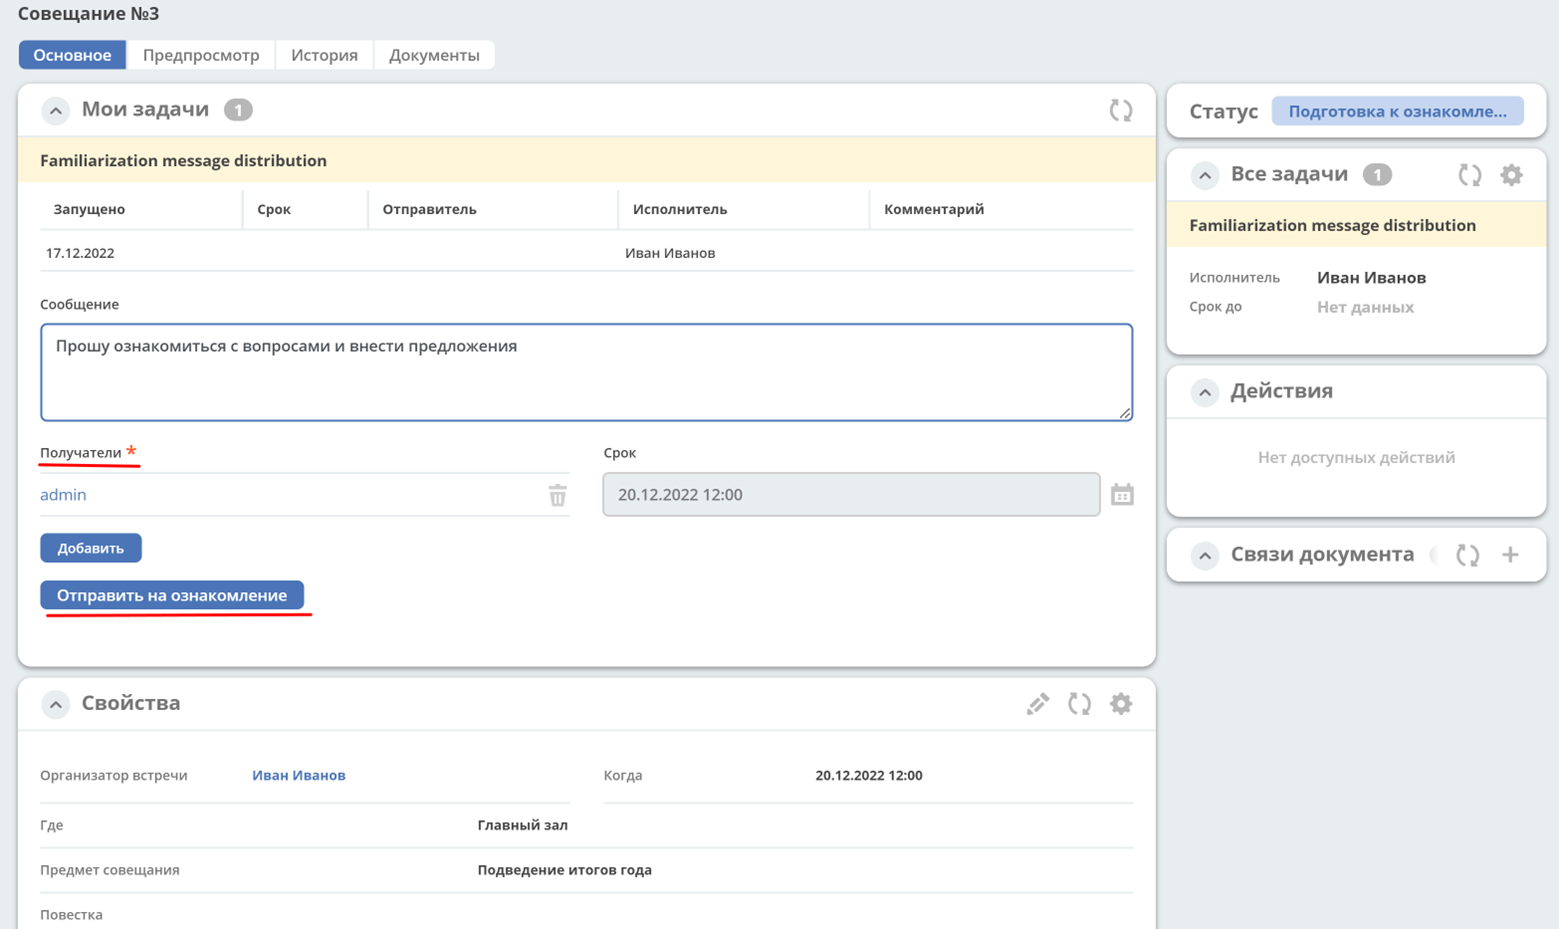 Совещание №3
Основное Предпросмотр История Документы
Мои задачи 1
Familiarization message distribution
Запущено Срок Отправитель Исполнитель Комментарий
17.12.2022 Иван Иванов
Сообщение
Прошу ознакомиться с вопросами и внести предложения
Получатели * Срок
admin 20.12.2022 12:00
Добавить
Отправить на ознакомление
Свойства
Организатор встречи Иван Иванов Когда 20.12.2022 12:00
Где Главный зал
Предмет совещания Подведение итогов года
Повестка
Статус Подготовка к ознакомле...
Все задачи 1
Familiarization message distribution
Исполнитель Иван Иванов
Срок до Нет данных
Действия
Нет доступных действий
Связи документа